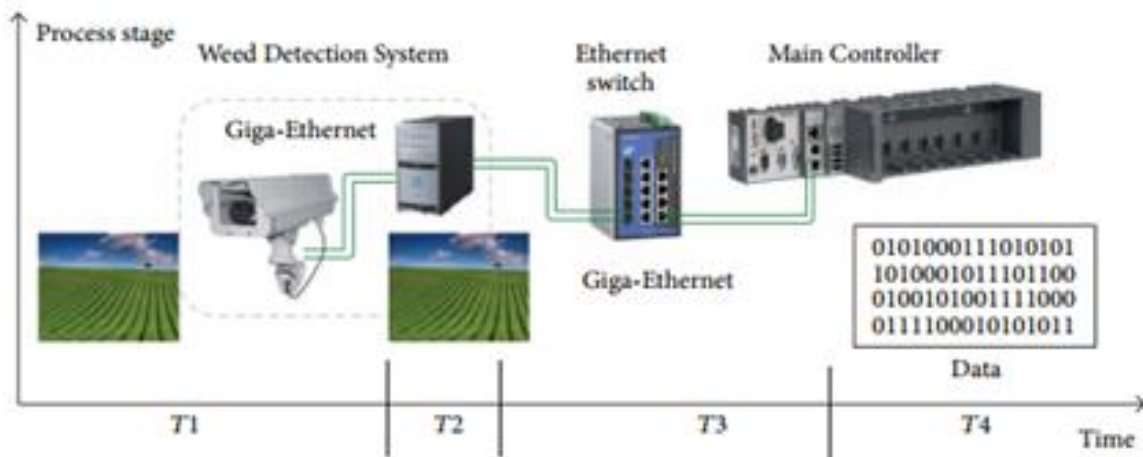 Process stage
Weed Detection System
Ethernet
switch
Main Controller
Giga-Ethernet
Giga-Ethernet
0101000111010101
1010001011101100
0100101001111000
0111100010101011
Data
T1
T2
T3
T4
Time